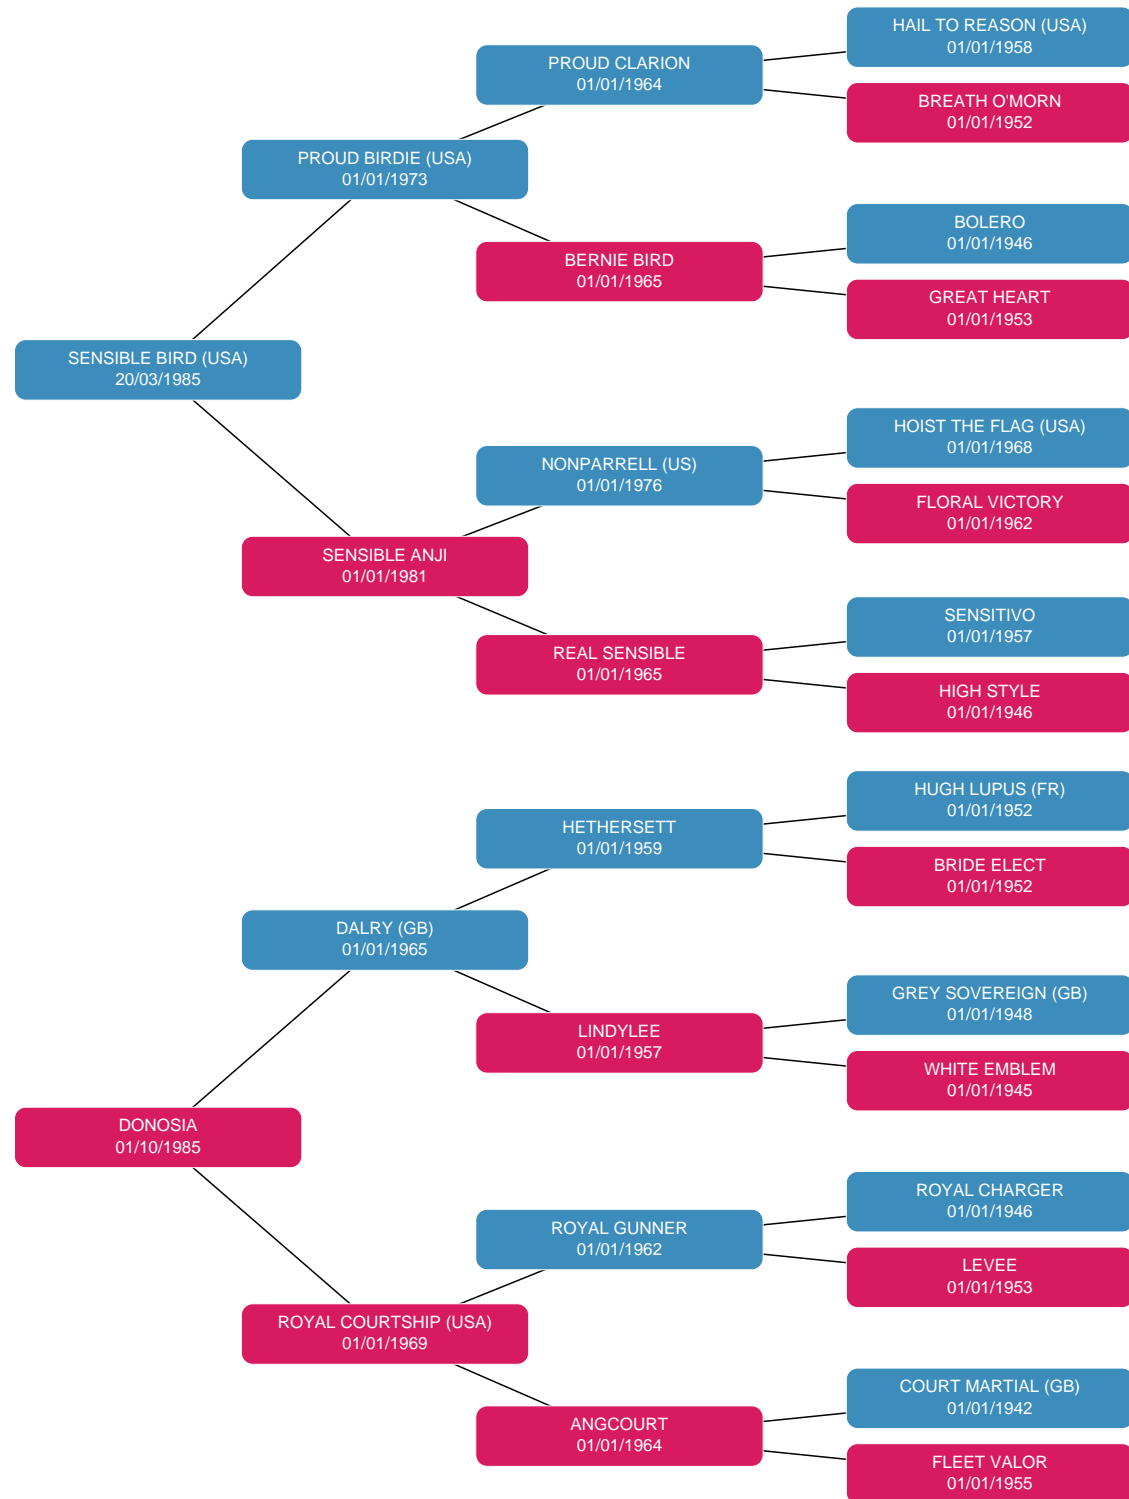 HAIL TO REASON (USA)
01/01/1958
PROUD CLARION
01/01/1964
BREATH O'MORN
01/01/1952
PROUD BIRDIE (USA)
01/01/1973
BOLERO
01/01/1946
BERNIE BIRD
01/01/1965
GREAT HEART
01/01/1953
SENSIBLE BIRD (USA)
20/03/1985
HOIST THE FLAG (USA)
01/01/1968
NONPARRELL (US)
01/01/1976
FLORAL VICTORY
01/01/1962
SENSIBLE ANJI
01/01/1981
SENSITIVO
01/01/1957
REAL SENSIBLE
01/01/1965
HIGH STYLE
01/01/1946
HUGH LUPUS (FR)
01/01/1952
HETHERSETT
01/01/1959
BRIDE ELECT
01/01/1952
DALRY (GB)
01/01/1965
GREY SOVEREIGN (GB)
01/01/1948
LINDYLEE
01/01/1957
WHITE EMBLEM
01/01/1945
DONOSIA
01/10/1985
ROYAL CHARGER
01/01/1946
ROYAL GUNNER
01/01/1962
LEVEE
01/01/1953
ROYAL COURTSHIP (USA)
01/01/1969
COURT MARTIAL (GB)
01/01/1942
ANGCOURT
01/01/1964
FLEET VALOR
01/01/1955